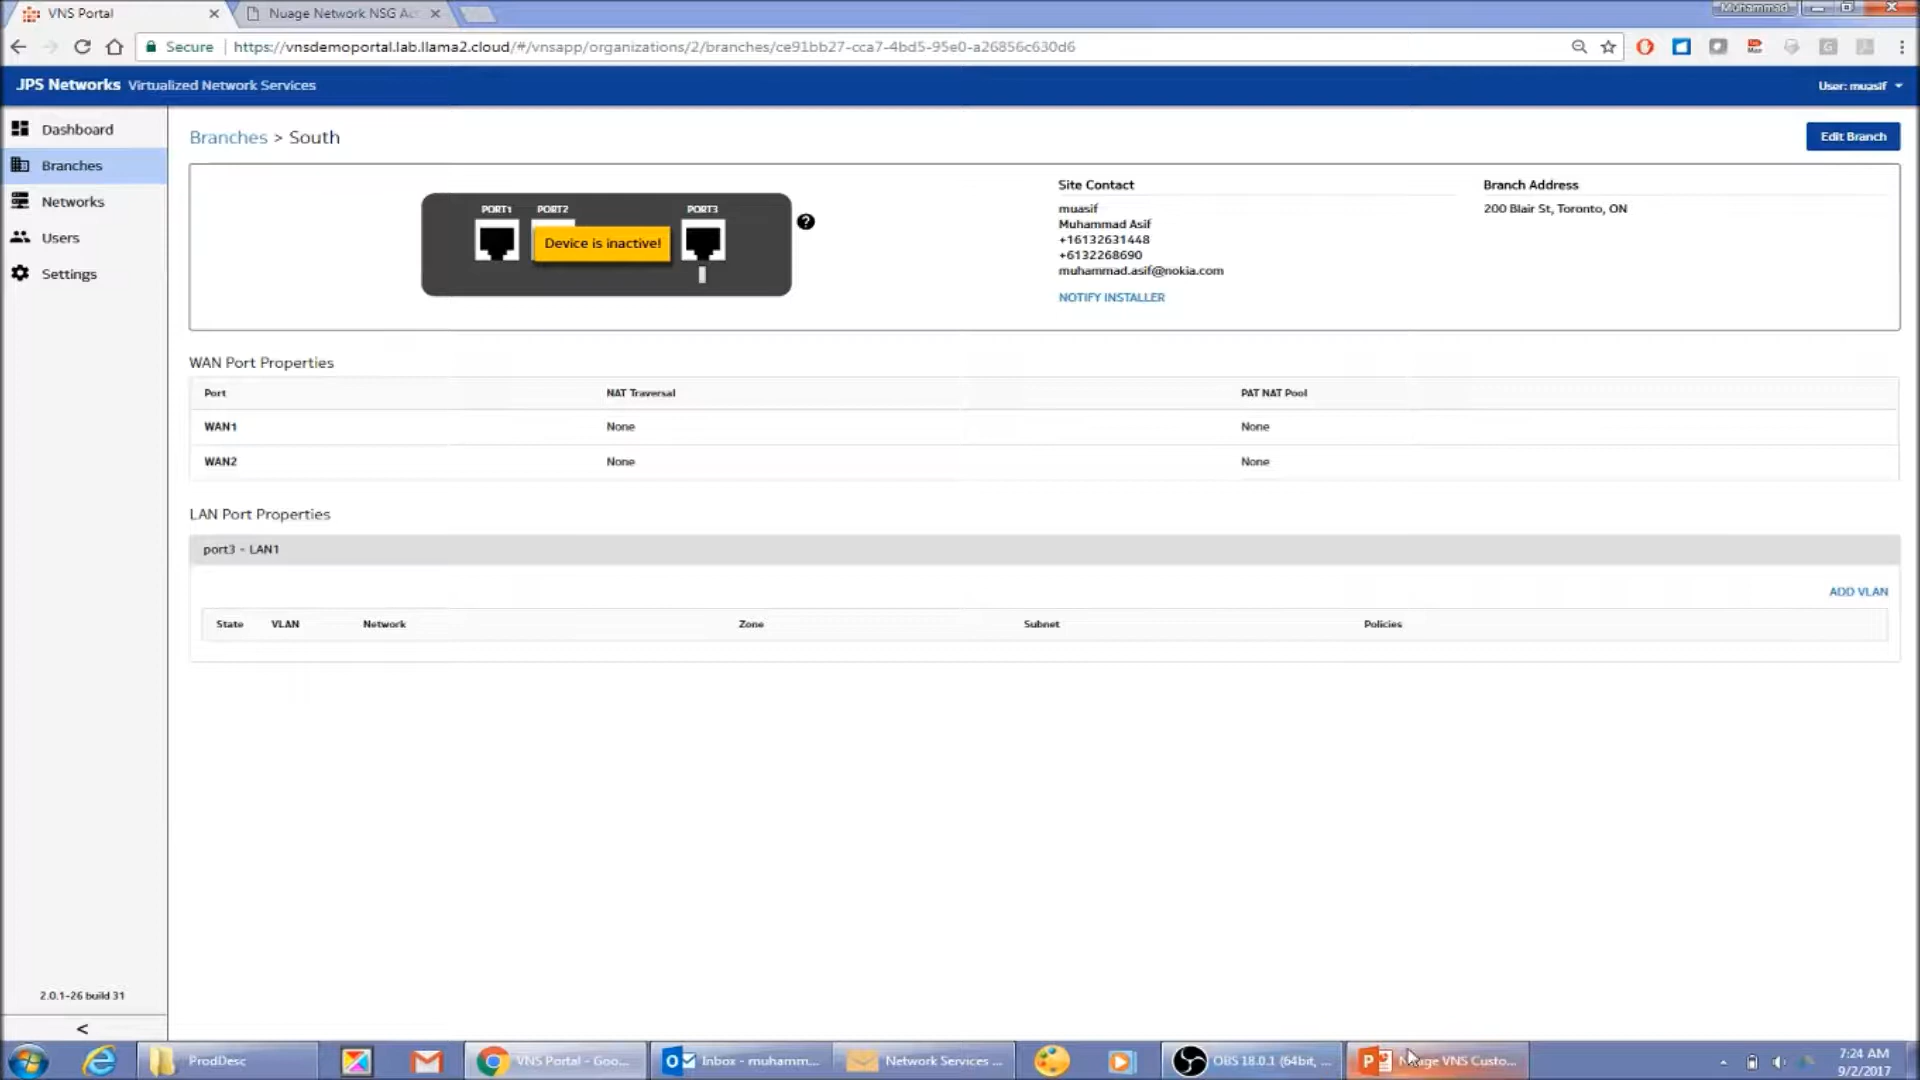 VNS Portal
Nuage Network NSG Ac
Muhammad
Secure
https://vnsdemoportal.lab.llama2.cloud/#/vnsapp/organizations/2/branches/ce91bb27-cca7-4bd5-95e0-a26856c630d6
JPS Networks Virtualized Network Services
User: muasif
Dashboard
Branches
Networks
Users
Settings
Branches > South
Edit Branch
PORT1 PORT2 PORT3
Device is inactive!
?
Site Contact
muasif
Muhammad Asif
+16132631448
+6132268690
muhammad.asif@nokia.com
NOTIFY INSTALLER
Branch Address
200 Blair St, Toronto, ON
WAN Port Properties
Port NAT Traversal PAT NAT Pool
WAN1 None None
WAN2 None None
LAN Port Properties
port3 - LAN1
ADD VLAN
State VLAN Network Zone Subnet Policies
2.0.1-26 build 31
<
ProdDesc
VNS Portal - Goo...
Inbox - muhamm...
Network Services ...
OBS 18.0.1 (64bit, ...
VNS Custo...
7:24 AM
9/2/2017